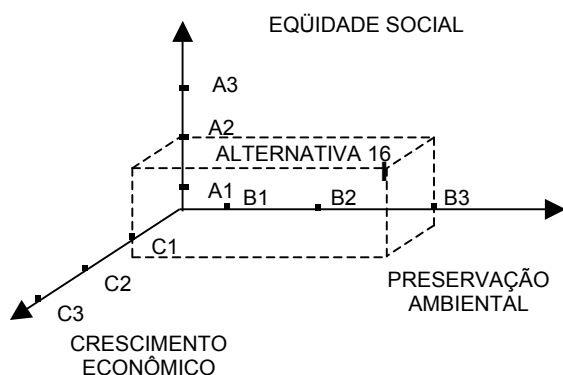 EQÜIDADE SOCIAL
A3
A2
ALTERNATIVA 16
A1
B1
B2
B3
C1
C2
C3
PRESERVAÇÃO
AMBIENTAL
CRESCIMENTO
ECONÔMICO